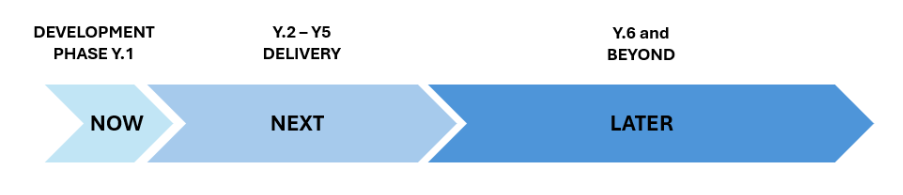 DEVELOPMENT
PHASE Y.1
Y.2 – Y5
DELIVERY
Y.6 and
BEYOND
NOW
NEXT
LATER